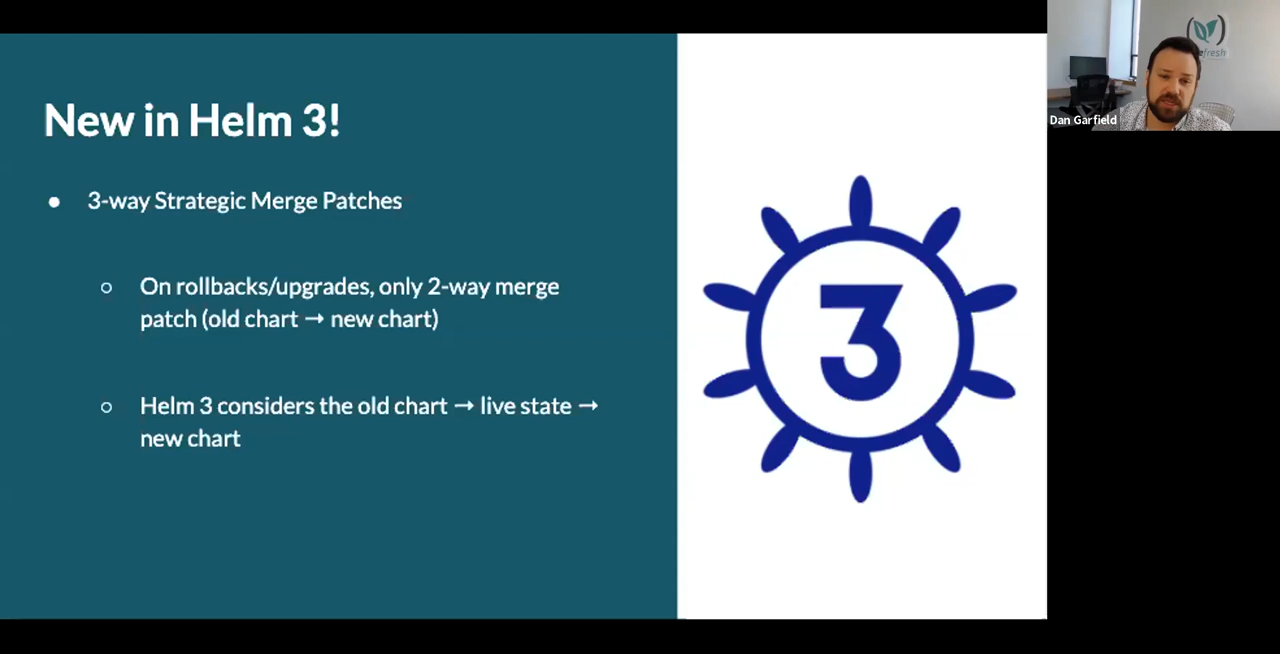 New in Helm 3!
● 3-way Strategic Merge Patches
○ On rollbacks/upgrades, only 2-way merge
patch (old chart → new chart)
○ Helm 3 considers the old chart → live state →
new chart
3
Dan Garfield